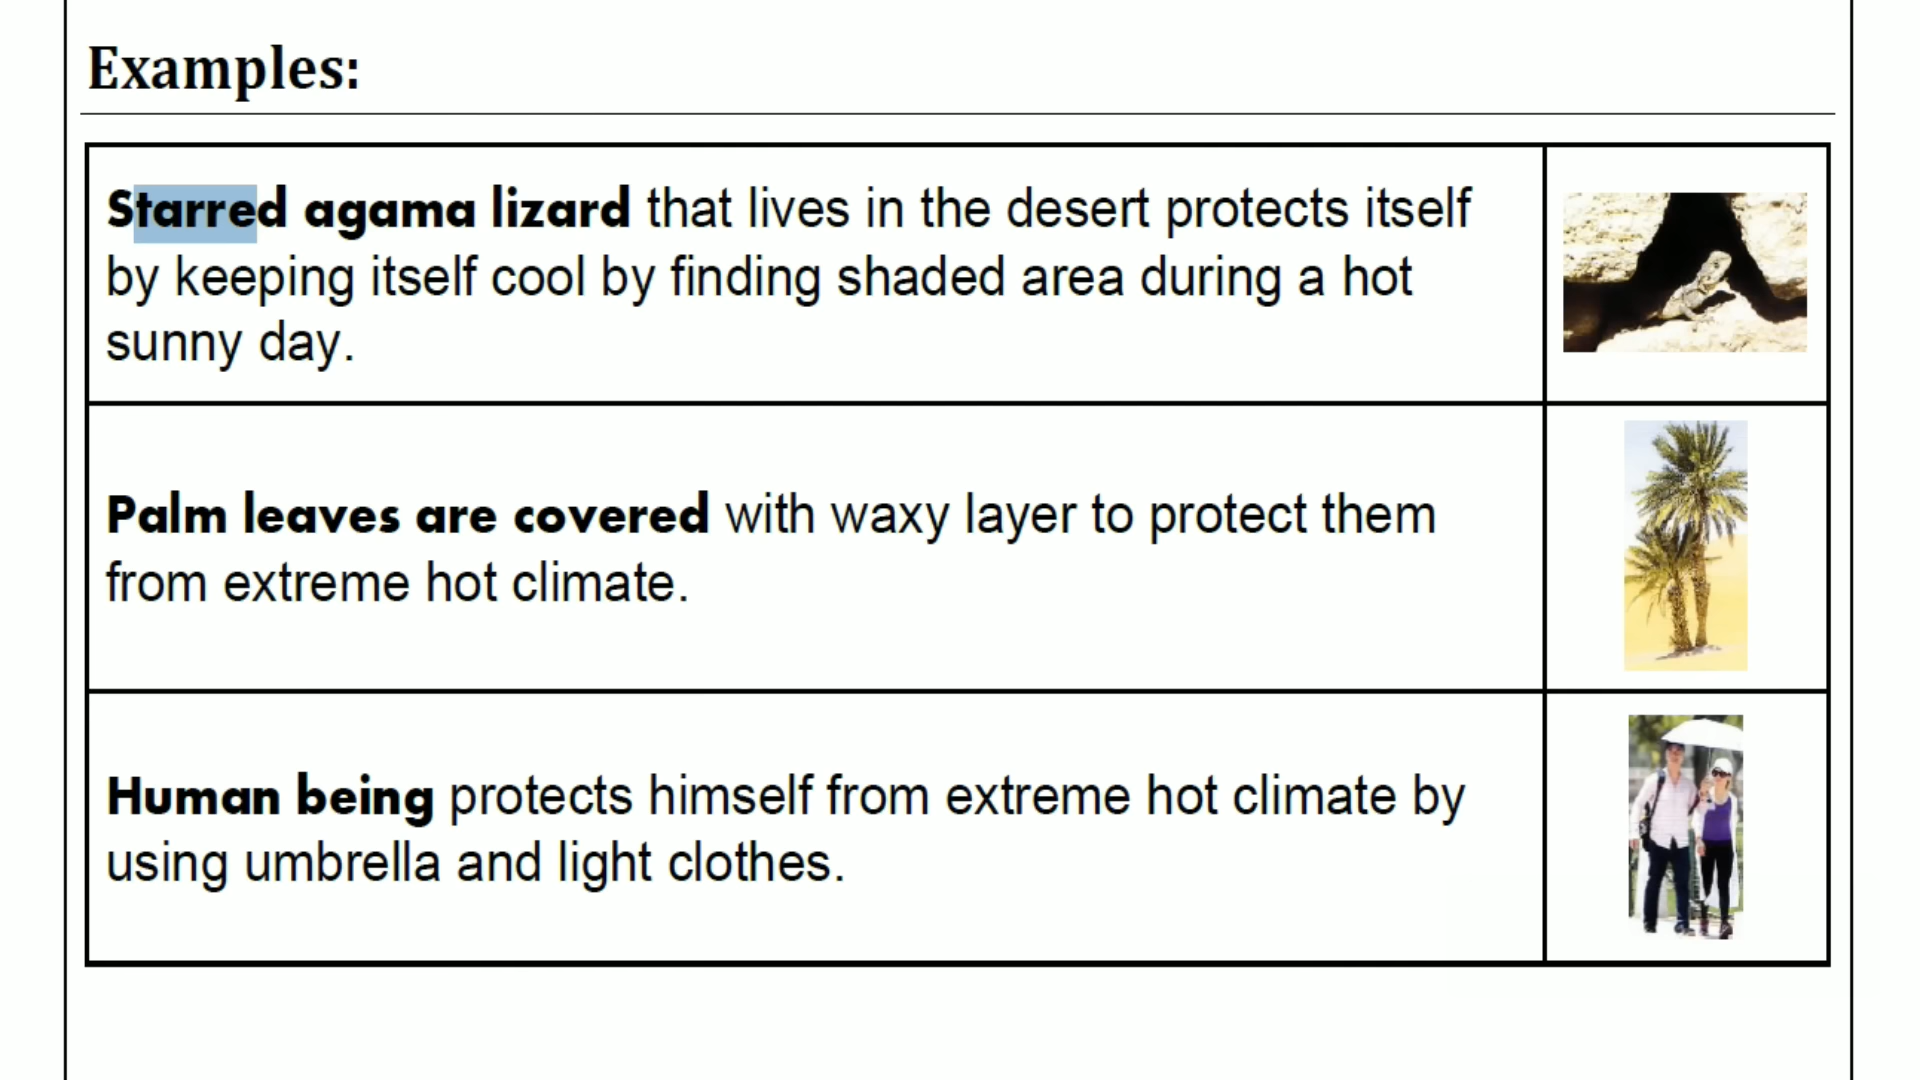 Examples:
Starred agama lizard that lives in the desert protects itself
by keeping itself cool by finding shaded area during a hot
sunny day.
Palm leaves are covered with waxy layer to protect them
from extreme hot climate.
Human being protects himself from extreme hot climate by
using umbrella and light clothes.